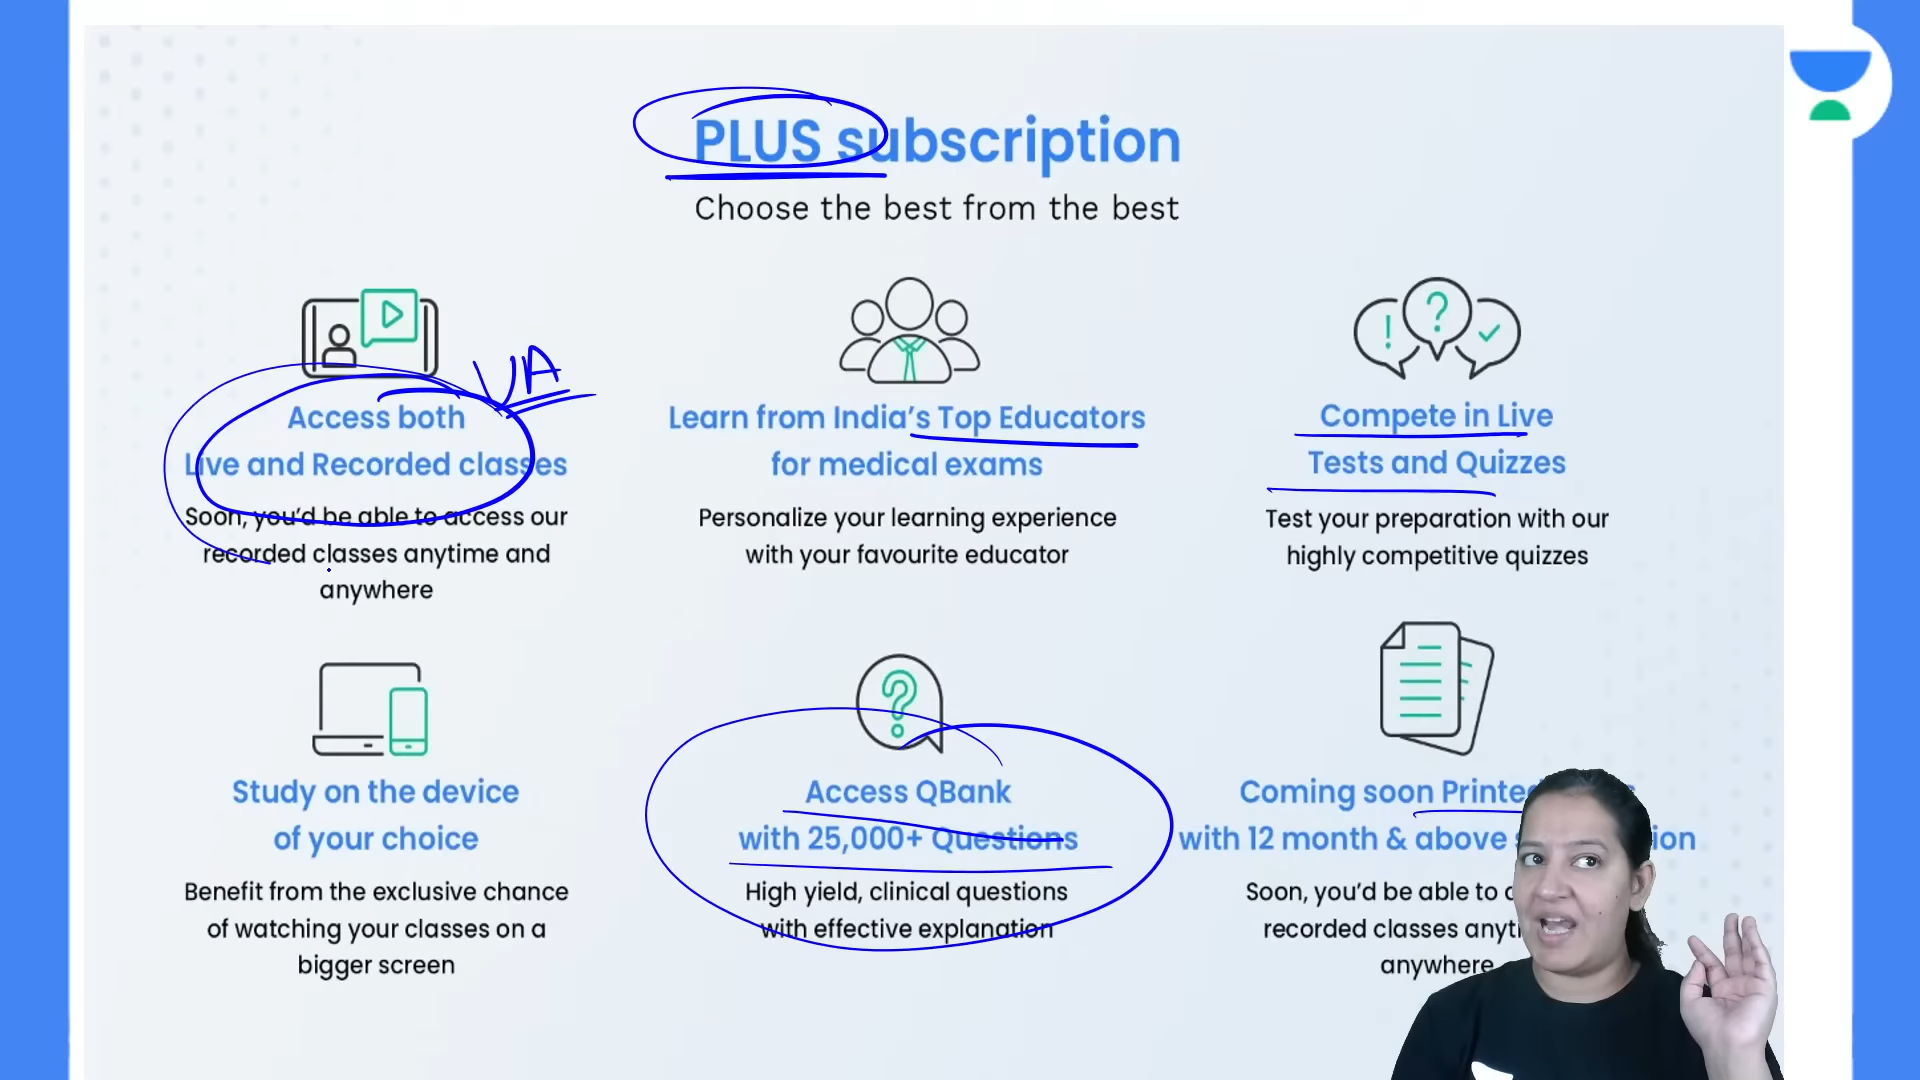 PLUS subscription
Choose the best from the best
UA
Access both
Live and Recorded classes
Soon, you'd be able to access our
recorded classes anytime and
anywhere
Learn from India's Top Educators
for medical exams
Personalize your learning experience
with your favourite educator
Compete in Live
Tests and Quizzes
Test your preparation with our
highly competitive quizzes
Study on the device
of your choice
Benefit from the exclusive chance
of watching your classes on a
bigger screen
Access QBank
with 25,000+ Questions
High yield, clinical questions
with effective explanation
Coming soon
with 12 month & above
Soon, you'd be able to
recorded classes
anywhere